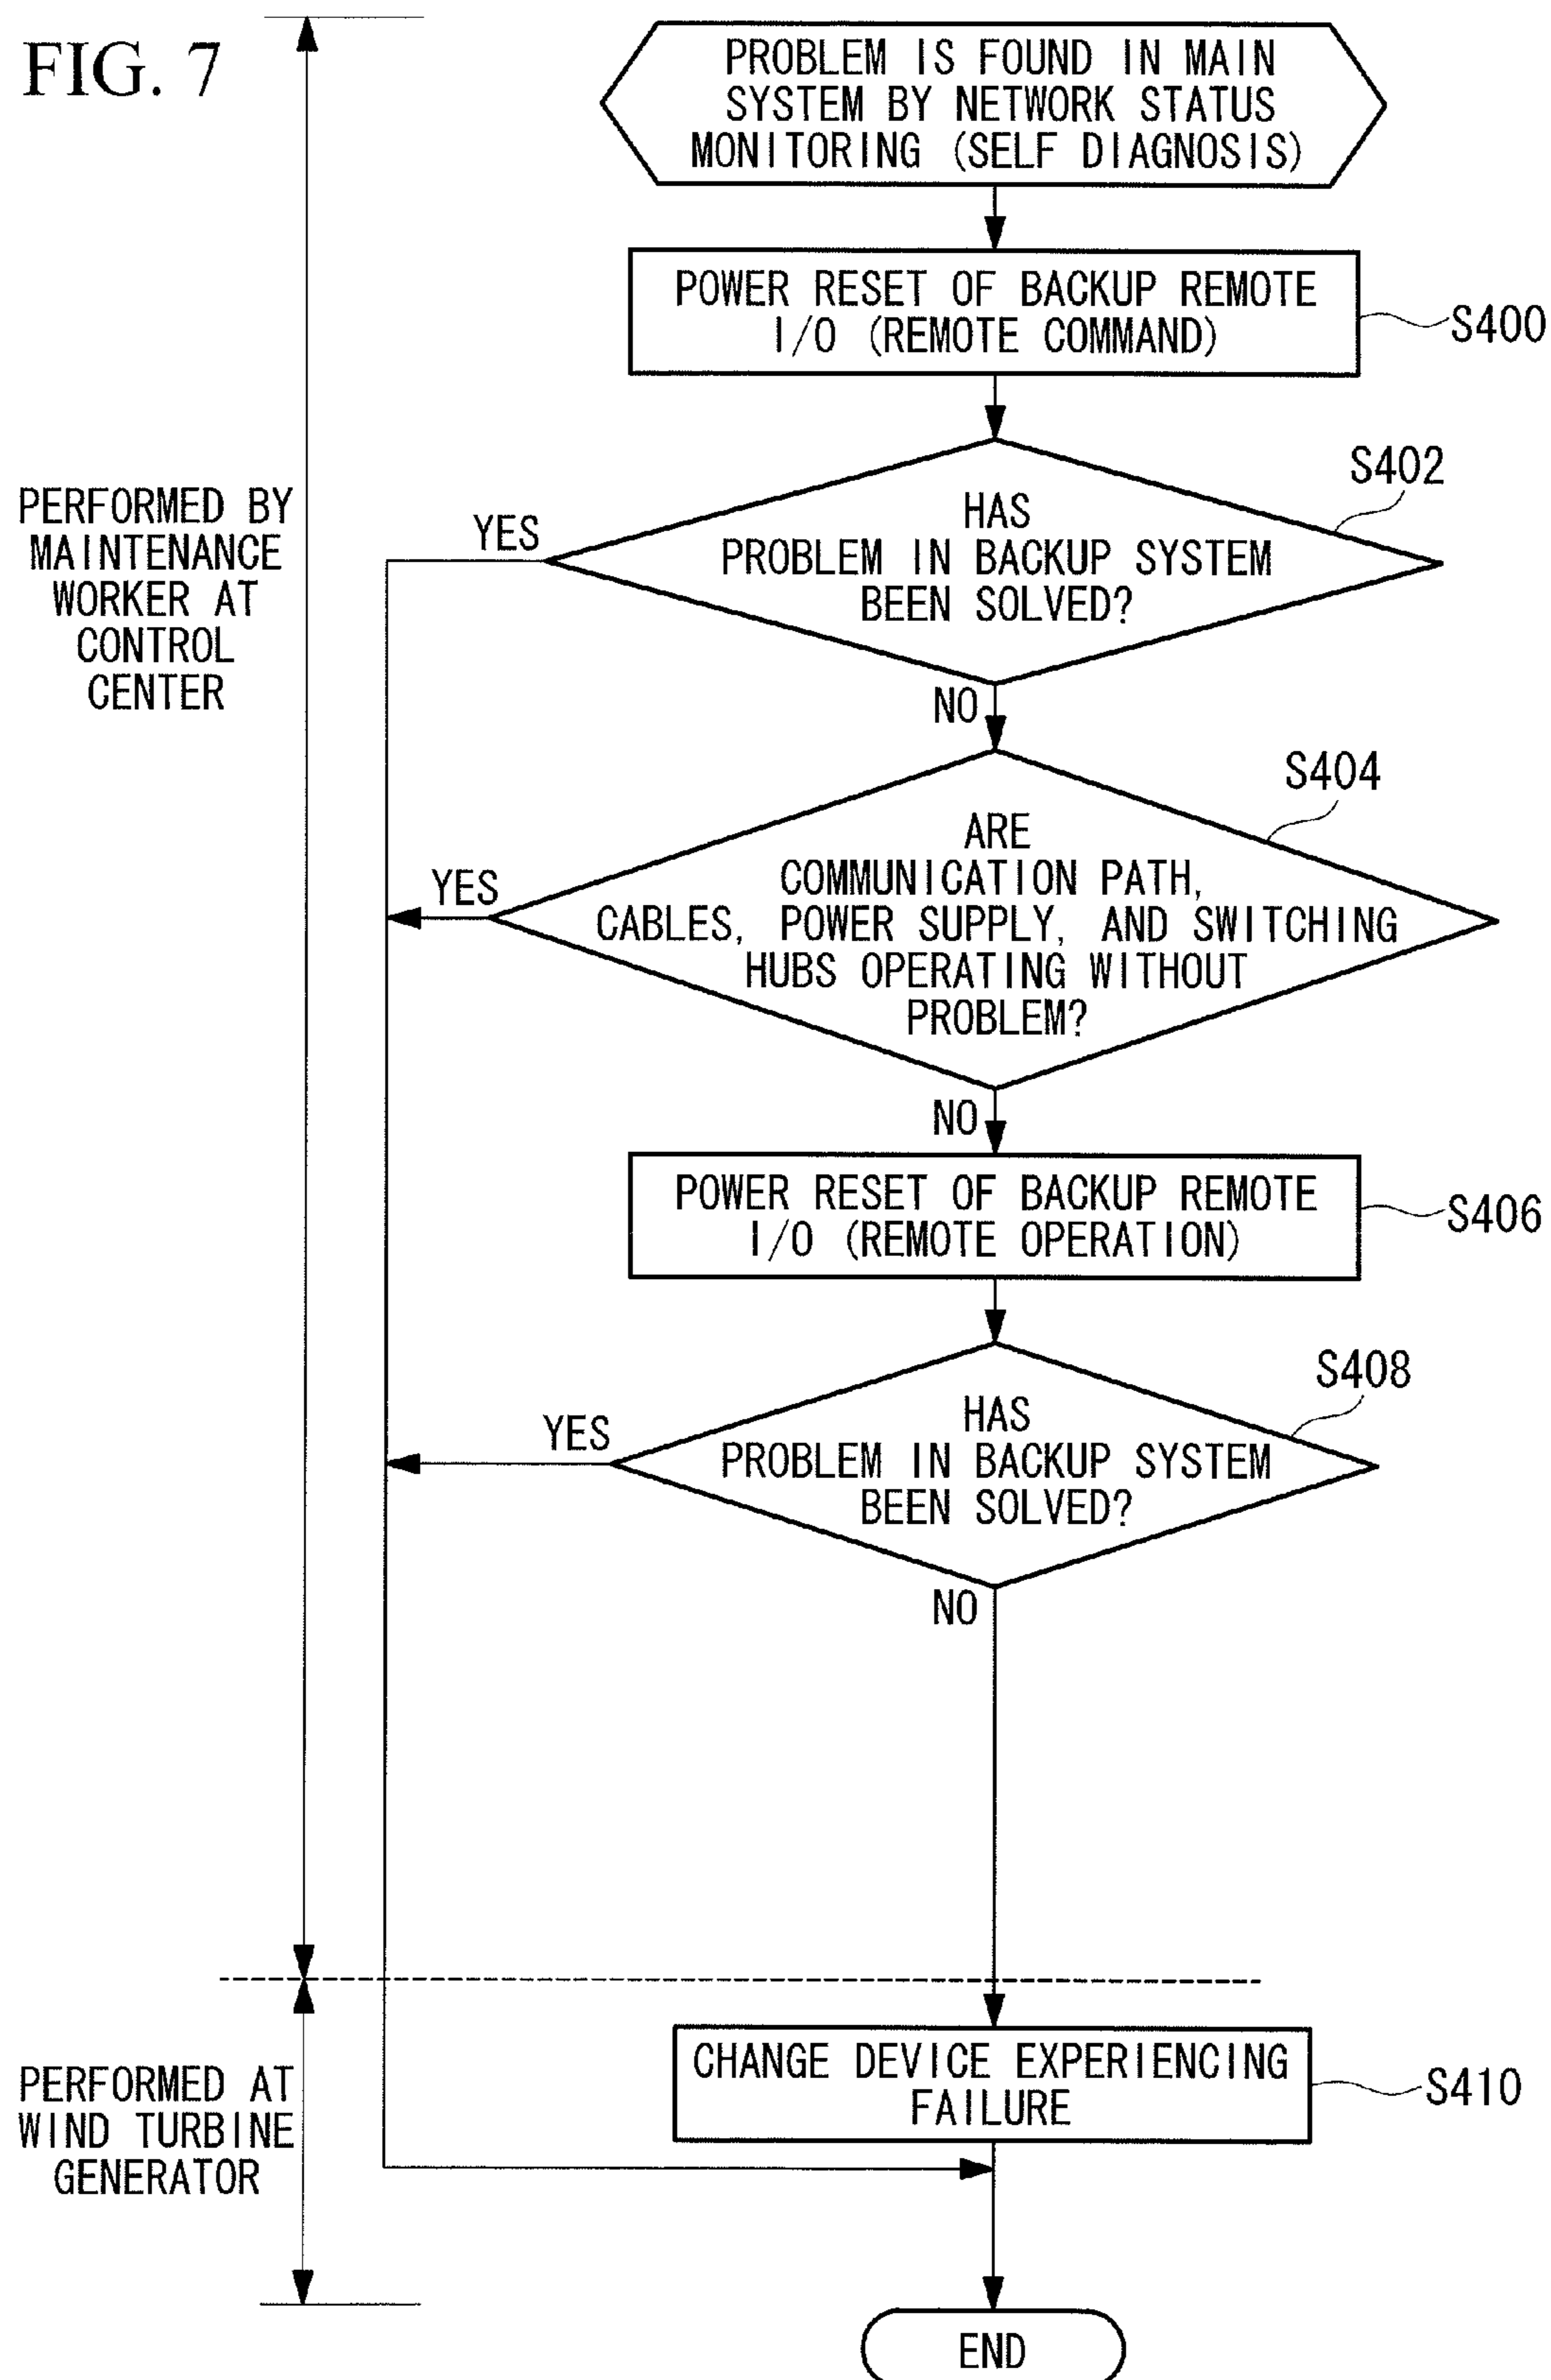 FIG. 7
PROBLEM IS FOUND IN MAIN
SYSTEM BY NETWORK STATUS
MONITORING (SELF DIAGNOSIS)
POWER RESET OF BACKUP REMOTE
I/O (REMOTE COMMAND)
S400
PERFORMED BY
MAINTENANCE
WORKER AT
CONTROL
CENTER
S402
HAS
PROBLEM IN BACKUP SYSTEM
BEEN SOLVED?
YES
NO
S404
ARE
COMMUNICATION PATH,
CABLES, POWER SUPPLY, AND SWITCHING
HUBS OPERATING WITHOUT
PROBLEM?
YES
NO
POWER RESET OF BACKUP REMOTE
I/O (REMOTE OPERATION)
S406
S408
HAS
PROBLEM IN BACKUP SYSTEM
BEEN SOLVED?
YES
NO
PERFORMED AT
WIND TURBINE
GENERATOR
CHANGE DEVICE EXPERIENCING
FAILURE
S410
END